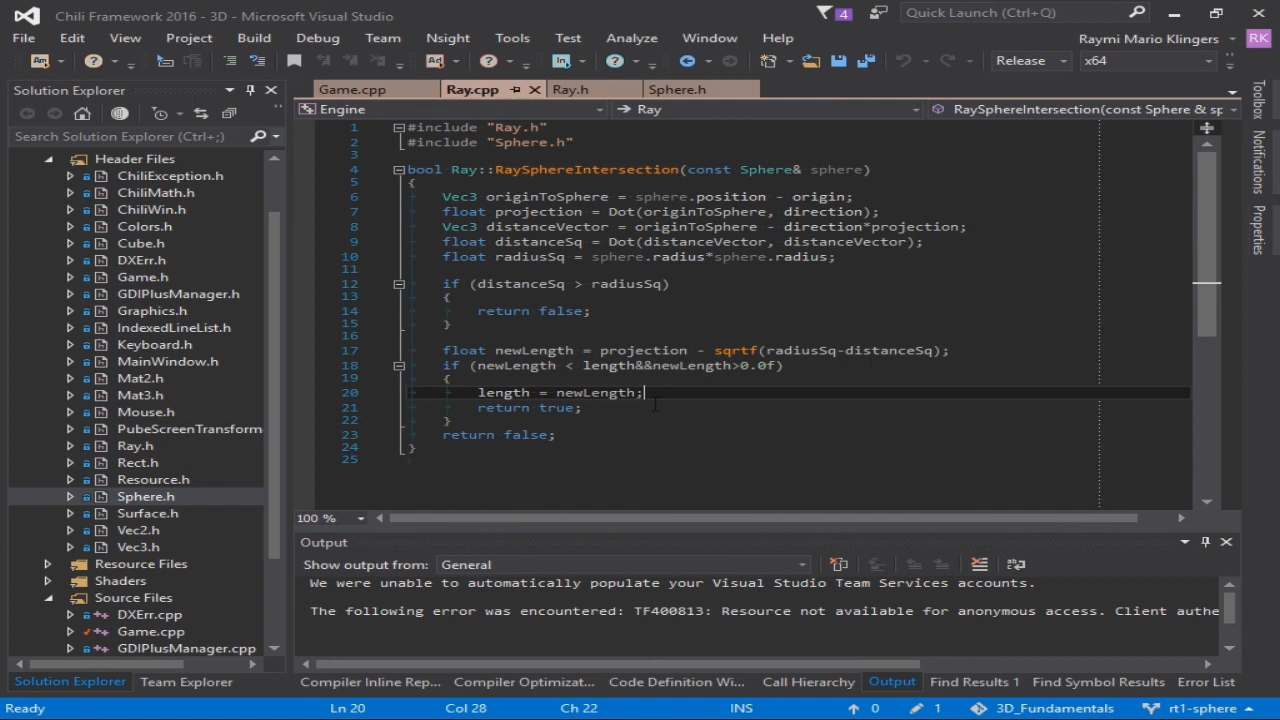 Chili Framework 2016 - 3D - Microsoft Visual Studio
4
Quick Launch (Ctrl+Q)
File Edit View Project Build Debug Team Nsight Tools Test Analyze Window Help
Raymi Mario Klingers RK
Release x64
Solution Explorer
Search Solution Explorer (Ctrl+;)
Header Files
ChiliException.h
ChiliMath.h
ChiliWin.h
Colors.h
Cube.h
DXErr.h
Game.h
GDIPlusManager.h
Graphics.h
IndexedLineList.h
Keyboard.h
MainWindow.h
Mat2.h
Mat3.h
Mouse.h
PubeScreenTransform
Ray.h
Rect.h
Resource.h
Sphere.h
Surface.h
Vec2.h
Vec3.h
Resource Files
Shaders
Source Files
DXErr.cpp
Game.cpp
GDIPlusManager.cpp
Solution Explorer Team Explorer
Game.cpp Ray.cpp Ray.h Sphere.h
Engine Ray RaySphereIntersection(const Sphere & sp
1 #include "Ray.h"
2 #include "Sphere.h"
3
4 bool Ray::RaySphereIntersection(const Sphere& sphere)
5 {
6 Vec3 originToSphere = sphere.position - origin;
7 float projection = Dot(originToSphere, direction);
8 Vec3 distanceVector = originToSphere - direction*projection;
9 float distanceSq = Dot(distanceVector, distanceVector);
10 float radiusSq = sphere.radius*sphere.radius;
11
12 if (distanceSq > radiusSq)
13 {
14 return false;
15 }
16
17 float newLength = projection - sqrtf(radiusSq-distanceSq);
18 if (newLength < length&&newLength>0.0f)
19 {
20 length = newLength;
21 return true;
22 }
23 return false;
24 }
25
100 %
Output
Show output from: General
We were unable to automatically populate your Visual Studio Team Services accounts.
The following error was encountered: TF400813: Resource not available for anonymous access. Client authe
Compiler Inline Rep... Compiler Optimizat... Code Definition Wi... Call Hierarchy Output Find Results 1 Find Symbol Results Error List
Toolbox
Notifications
Properties
Ready Ln 20 Col 28 Ch 22 INS 0 1 3D_Fundamentals rt1-sphere